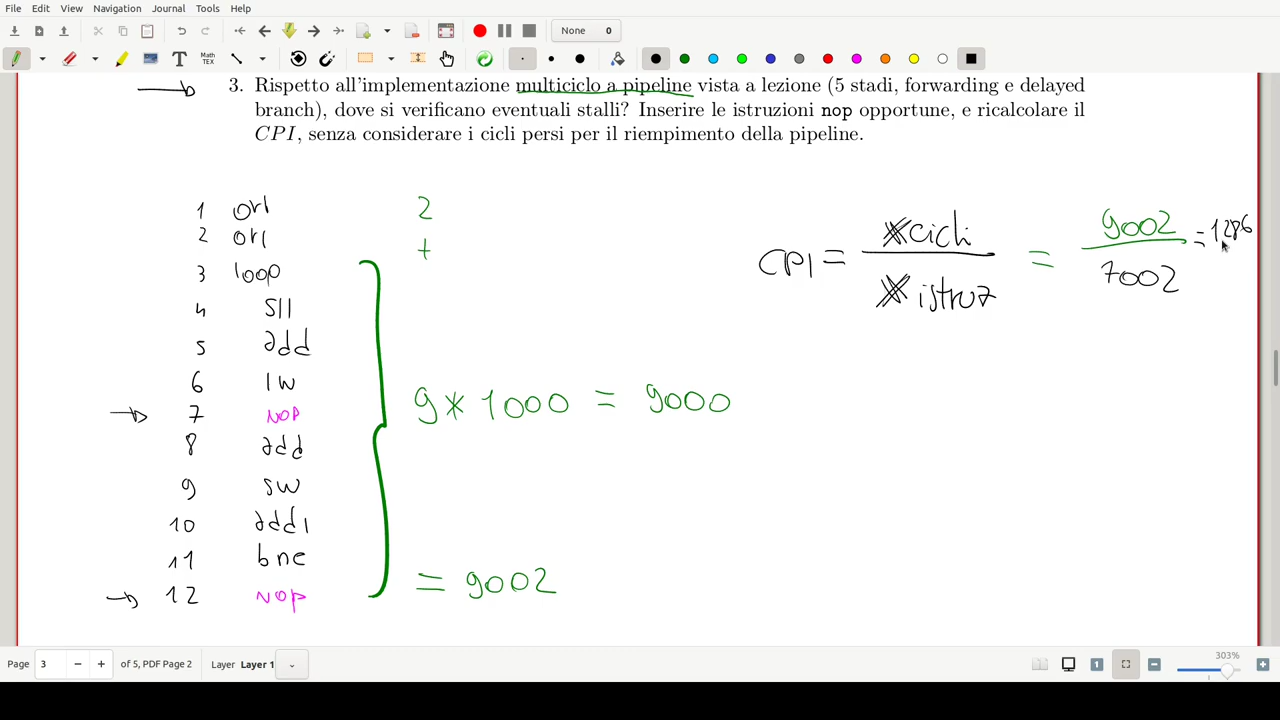 File Edit View Navigation Journal Tools Help
None 0
T Math
3. Rispetto all'implementazione multiciclo a pipeline vista a lezione (5 stadi, forwarding e delayed
branch), dove si verificano eventuali stalli? Inserire le istruzioni nop opportune, e ricalcolare il
CPI, senza considerare i cicli persi per il riempimento della pipeline.
1 ori 2
2 ori +
3 loop
4 sll
5 add
6 lw
7 NOP 9 * 1000 = 9000
8 add
9 sw
10 addi
11 bne
12 NOP = 9002
CPI = cicli / istruz = 9002 / 7002 = 1286
Page 3 − + of 5, PDF Page 2 Layer Layer 1 303%